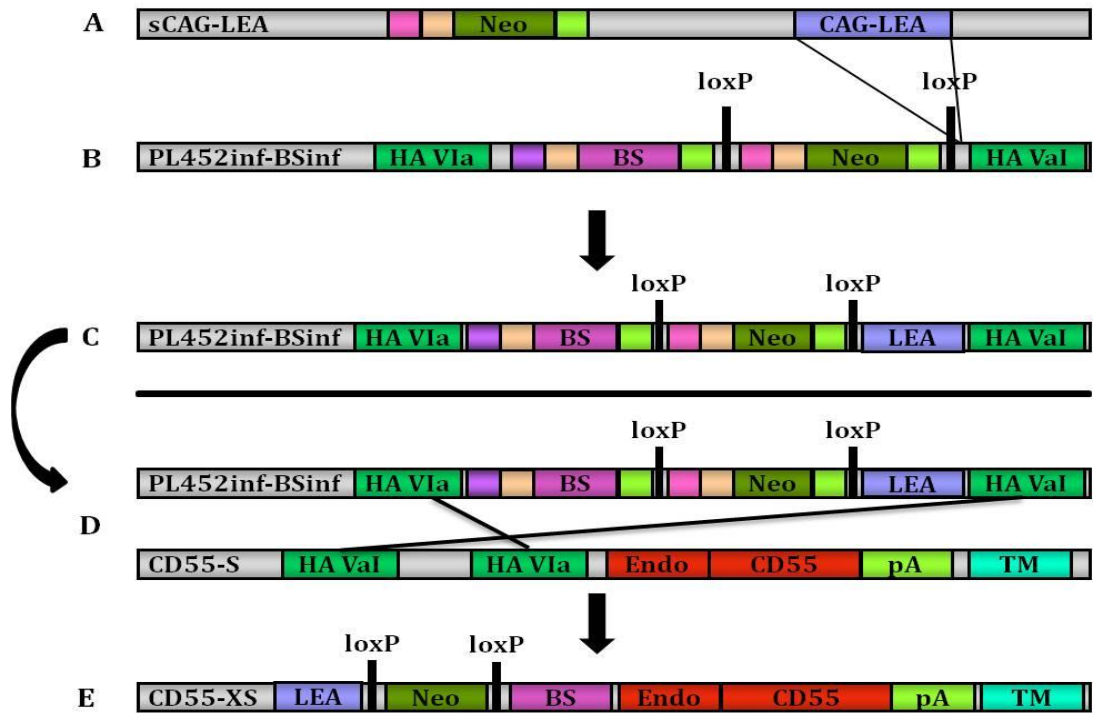 A sCAG-LEA Neo CAG-LEA
loxP loxP
B PL452inf-BSinf HA VIa BS Neo HA VaI
loxP loxP
C PL452inf-BSinf HA VIa BS Neo LEA HA VaI
loxP loxP
PL452inf-BSinf HA VIa BS Neo LEA HA VaI
D
CD55-S HA VaI HA VIa Endo CD55 pA TM
loxP loxP
E CD55-XS LEA Neo BS Endo CD55 pA TM